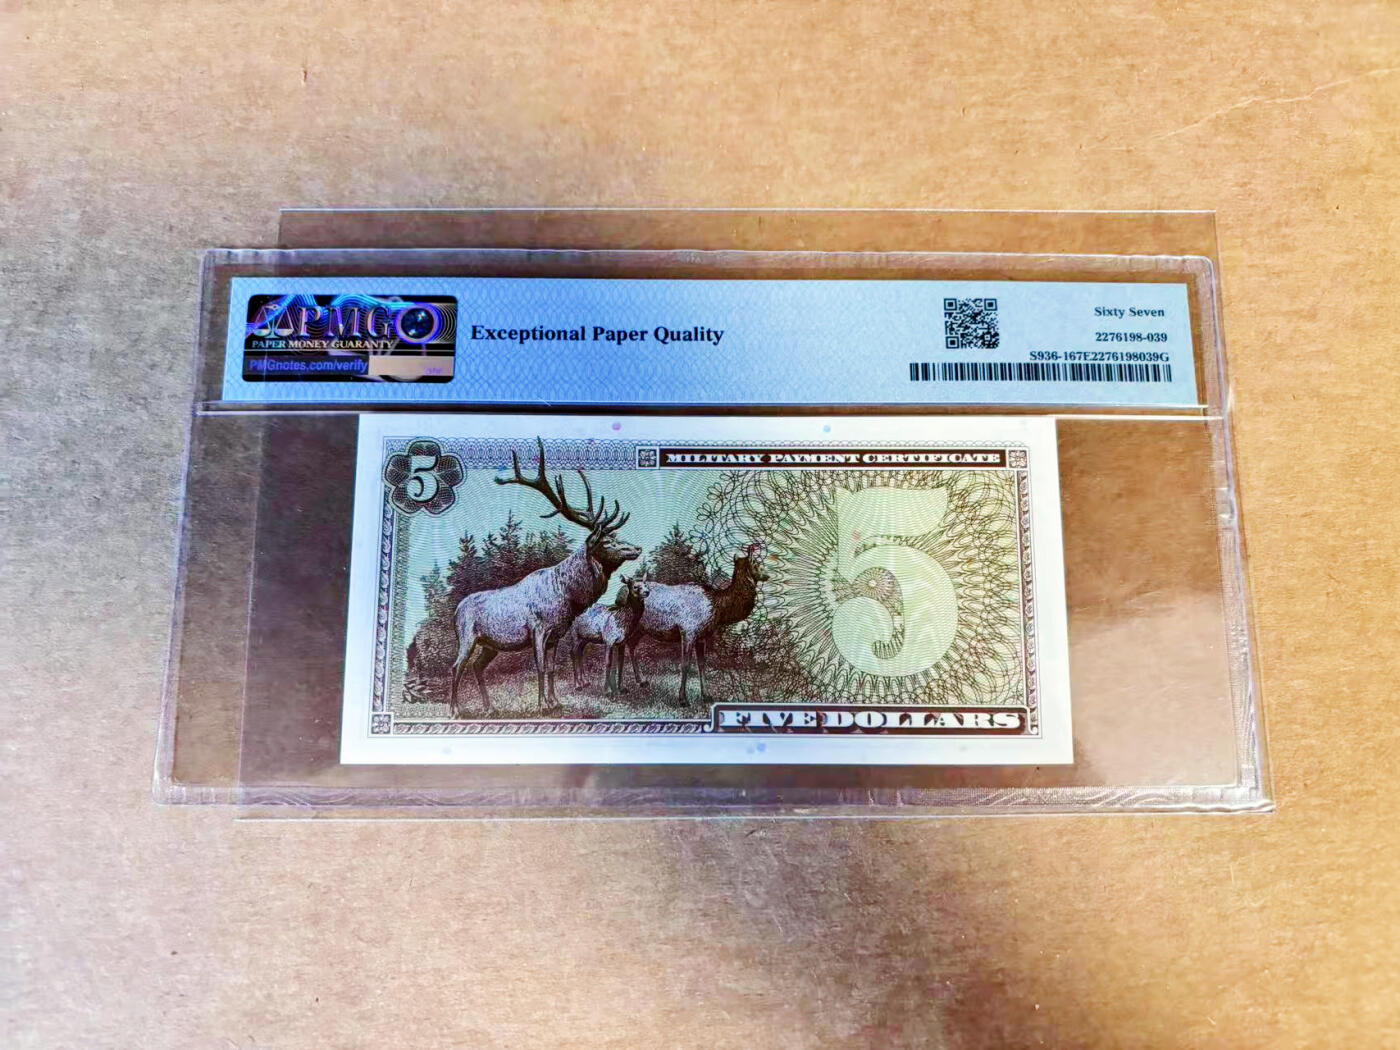 PMG
PAPER MONEY GUARANTY
PMGnotes.com/verify
Exceptional Paper Quality
Sixty Seven
2276198-039
S936-167E2276198039G
5
MILITARY PAYMENT CERTIFICATE
5
FIVE DOLLARS